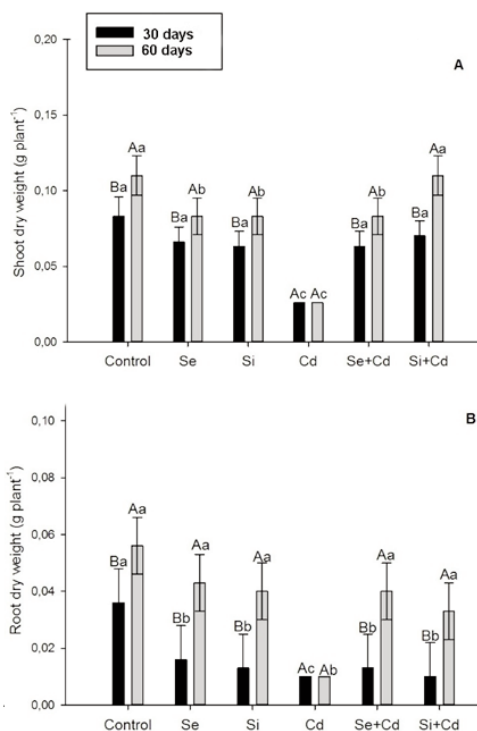 30 days
60 days
A
Shoot dry weight (g plant⁻¹)
0,20
0,15
0,10
0,05
0,00
Ba Aa Ba Ab Ba Ab Ac Ac Ba Ab Ba Aa
Control Se Si Cd Se+Cd Si+Cd
B
Root dry weight (g plant⁻¹)
0,10
0,08
0,06
0,04
0,02
0,00
Ba Aa Bb Aa Bb Aa Ac Ab Bb Aa Bb Aa
Control Se Si Cd Se+Cd Si+Cd